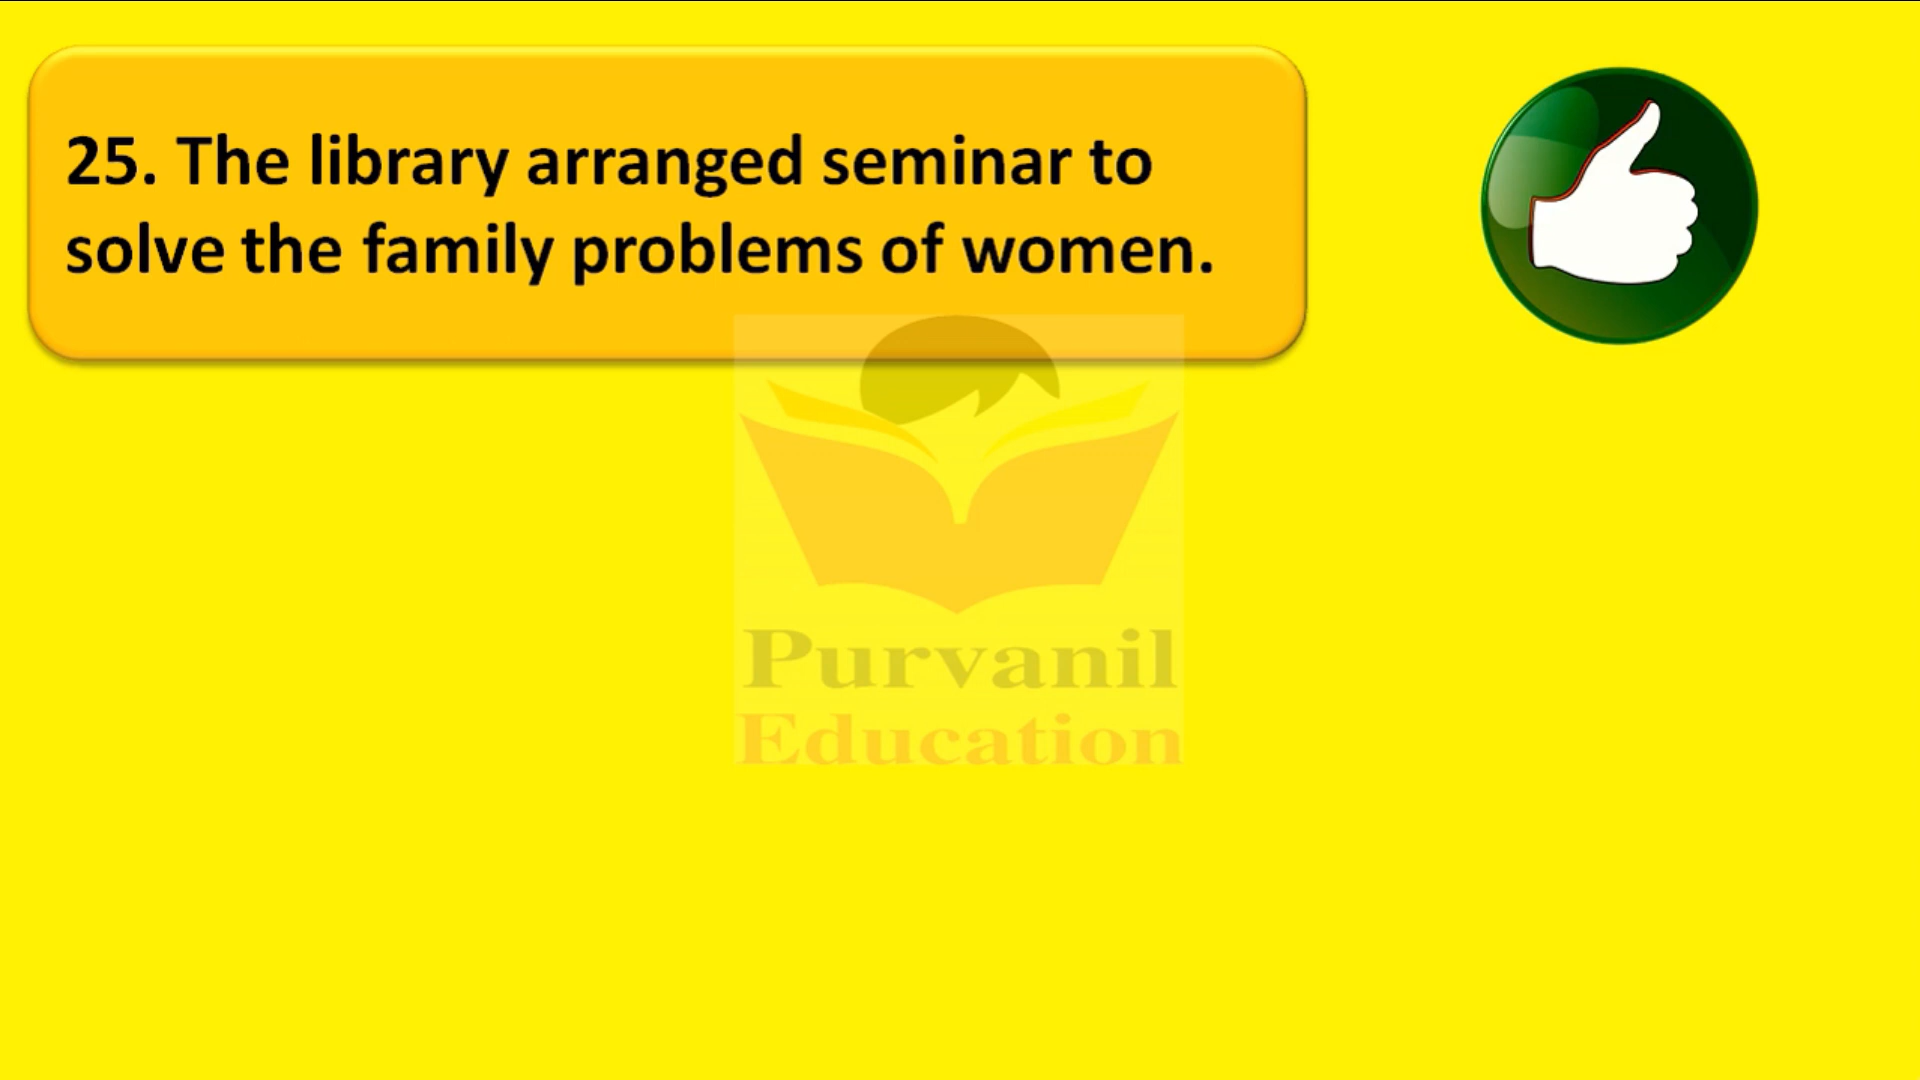 25. The library arranged seminar to
solve the family problems of women.
Purvanil
Education